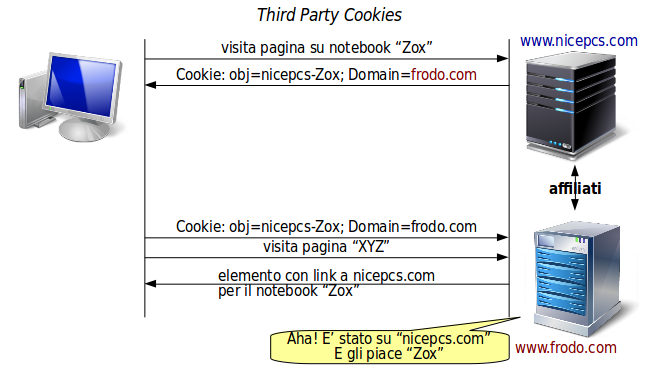 Third Party Cookies
www.nicepcs.com
visita pagina su notebook “Zox”
Cookie: obj=nicepcs-Zox; Domain=frodo.com
affiliati
Cookie: obj=nicepcs-Zox; Domain=frodo.com
visita pagina “XYZ”
elemento con link a nicepcs.com
per il notebook “Zox”
Aha! E’ stato su “nicepcs.com”
E gli piace “Zox”
www.frodo.com